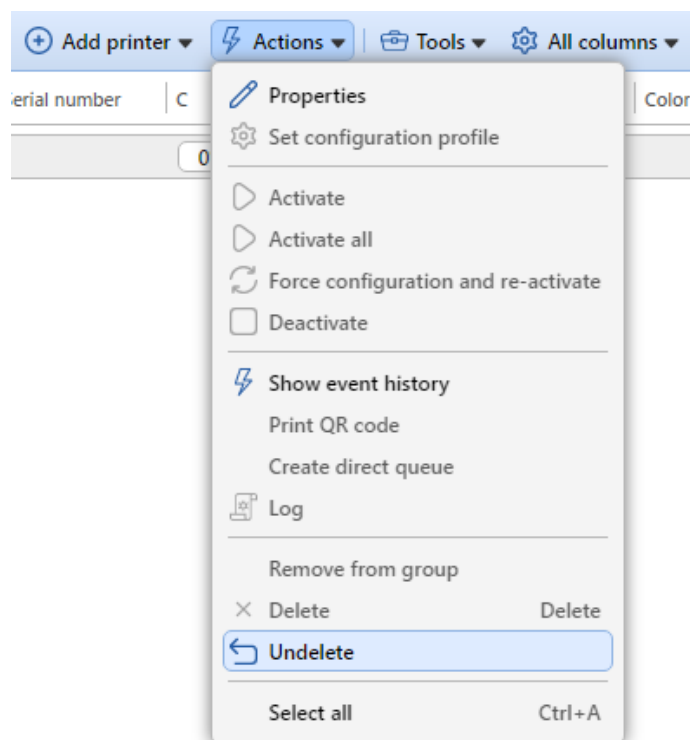 Add printer Actions Tools All columns
Serial number C Color
0
Properties
Set configuration profile
Activate
Activate all
Force configuration and re-activate
Deactivate
Show event history
Print QR code
Create direct queue
Log
Remove from group
Delete Delete
Undelete
Select all Ctrl+A